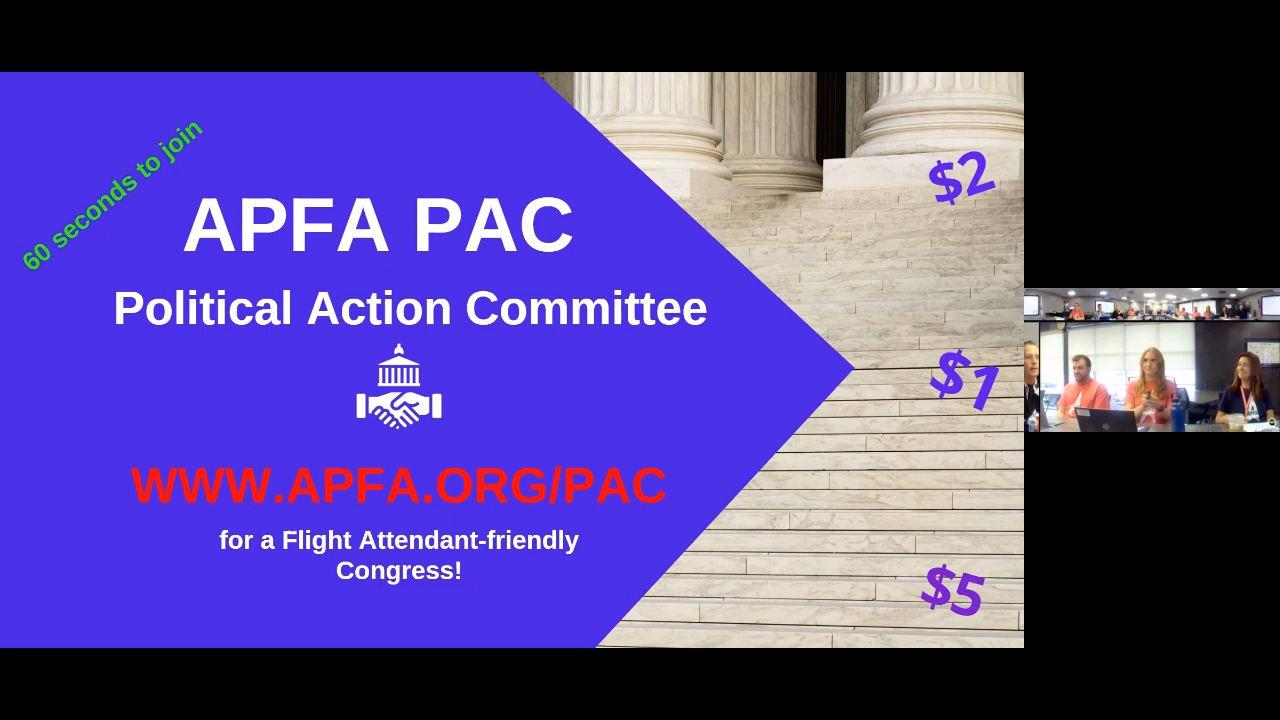 60 seconds to join
APFA PAC
Political Action Committee
WWW.APFA.ORG/PAC
for a Flight Attendant-friendly
Congress!
$2
$1
$5